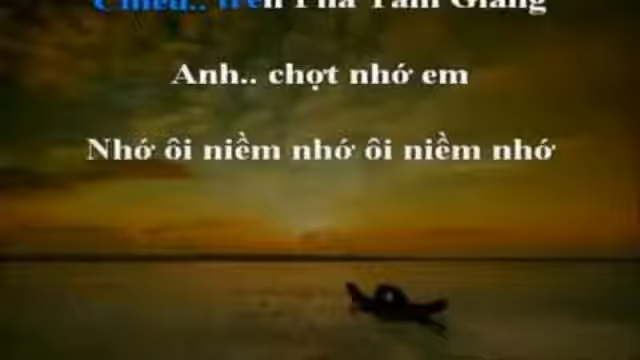 Chiều.. trên Phá Tam Giang
Anh.. chợt nhớ em
Nhớ ôi niềm nhớ ôi niềm nhớ